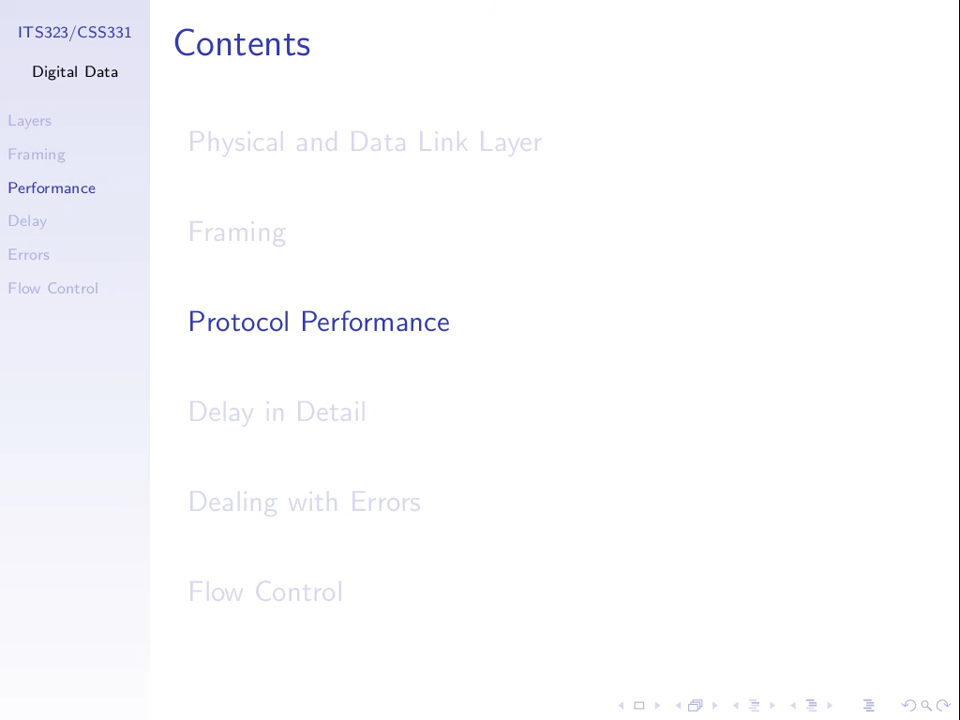 ITS323/CSS331
Digital Data
Layers
Framing
Performance
Delay
Errors
Flow Control
Contents
Physical and Data Link Layer
Framing
Protocol Performance
Delay in Detail
Dealing with Errors
Flow Control